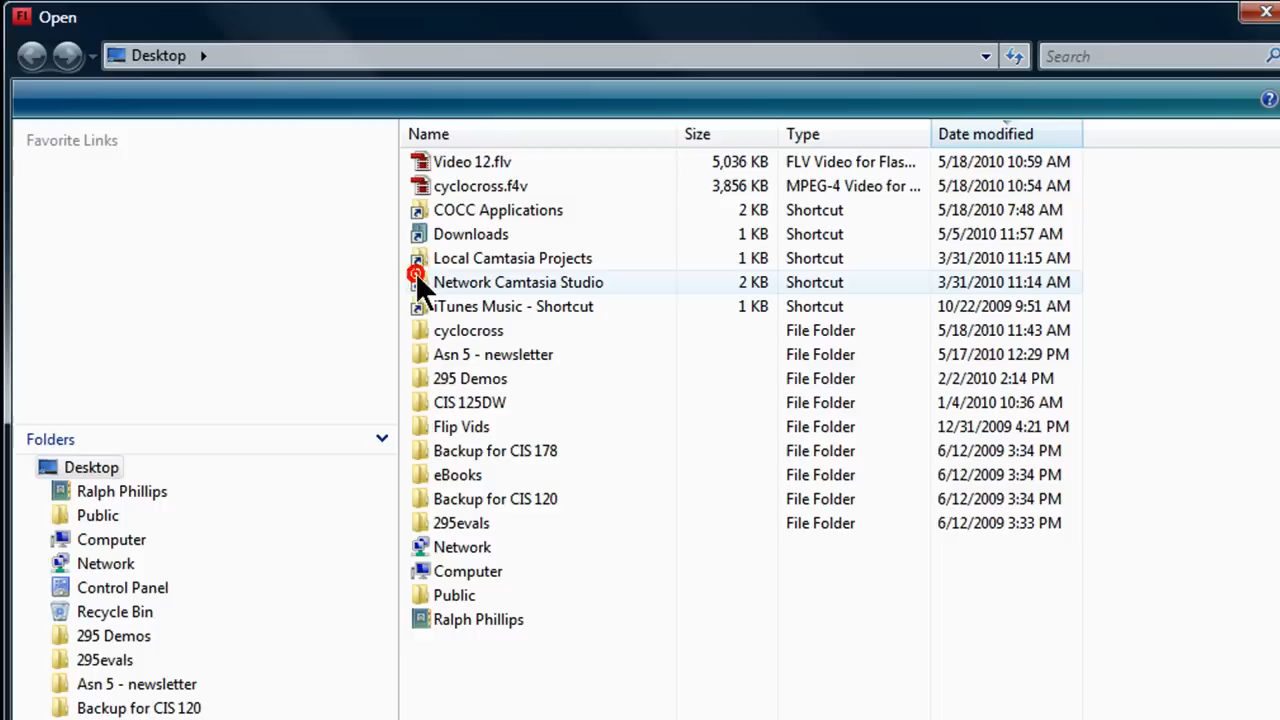 Fl Open
Desktop
Search
?
Favorite Links
Name Size Type Date modified
Video 12.flv 5,036 KB FLV Video for Flas... 5/18/2010 10:59 AM
cyclocross.f4v 3,856 KB MPEG-4 Video for ... 5/18/2010 10:54 AM
COCC Applications 2 KB Shortcut 5/18/2010 7:48 AM
Downloads 1 KB Shortcut 5/5/2010 11:57 AM
Local Camtasia Projects 1 KB Shortcut 3/31/2010 11:15 AM
Network Camtasia Studio 2 KB Shortcut 3/31/2010 11:14 AM
iTunes Music - Shortcut 1 KB Shortcut 10/22/2009 9:51 AM
cyclocross File Folder 5/18/2010 11:43 AM
Asn 5 - newsletter File Folder 5/17/2010 12:29 PM
295 Demos File Folder 2/2/2010 2:14 PM
CIS 125DW File Folder 1/4/2010 10:36 AM
Flip Vids File Folder 12/31/2009 4:21 PM
Backup for CIS 178 File Folder 6/12/2009 3:34 PM
eBooks File Folder 6/12/2009 3:34 PM
Backup for CIS 120 File Folder 6/12/2009 3:34 PM
295evals File Folder 6/12/2009 3:33 PM
Network
Computer
Public
Ralph Phillips
Folders
Desktop
Ralph Phillips
Public
Computer
Network
Control Panel
Recycle Bin
295 Demos
295evals
Asn 5 - newsletter
Backup for CIS 120